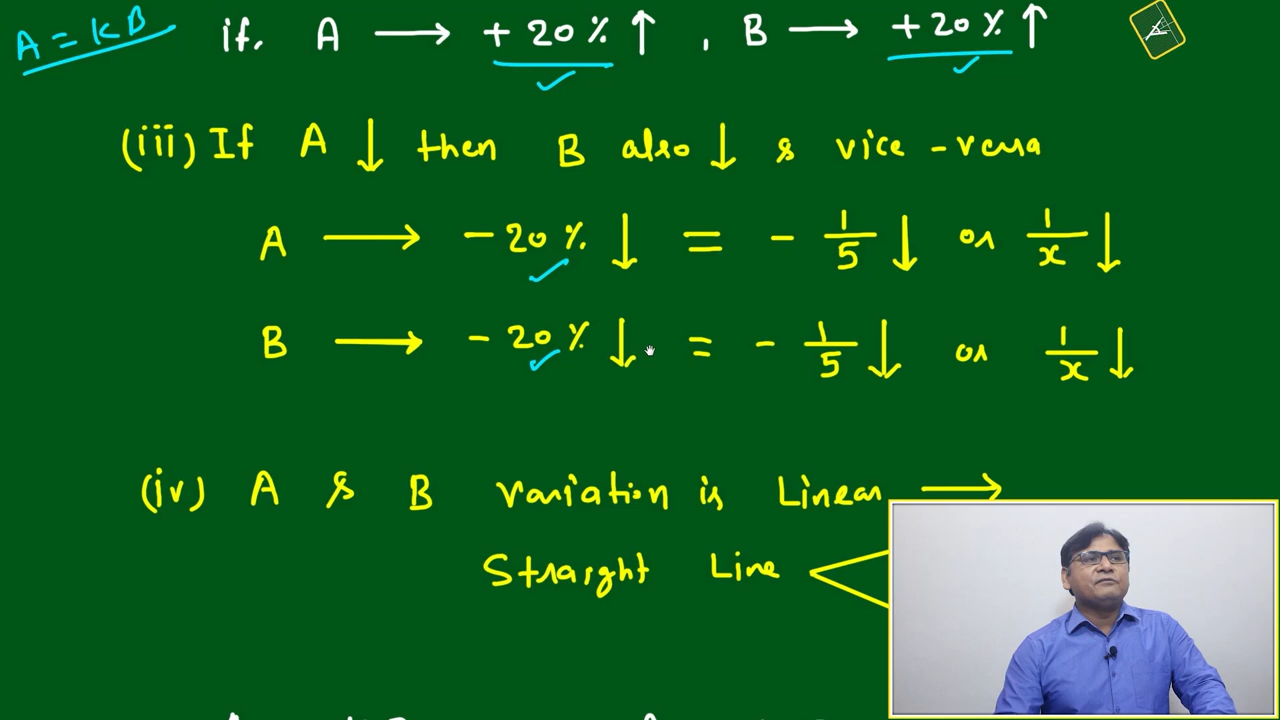 A = KB
if. A → + 20 % ↑ , B → + 20 % ↑
(iii) If A ↓ then B also ↓ & vice - versa
A → - 20 % ↓ = - 1/5 ↓ or 1/x ↓
B → - 20 % ↓ = - 1/5 ↓ or 1/x ↓
(iv) A & B variation is Linear →
Straight Line